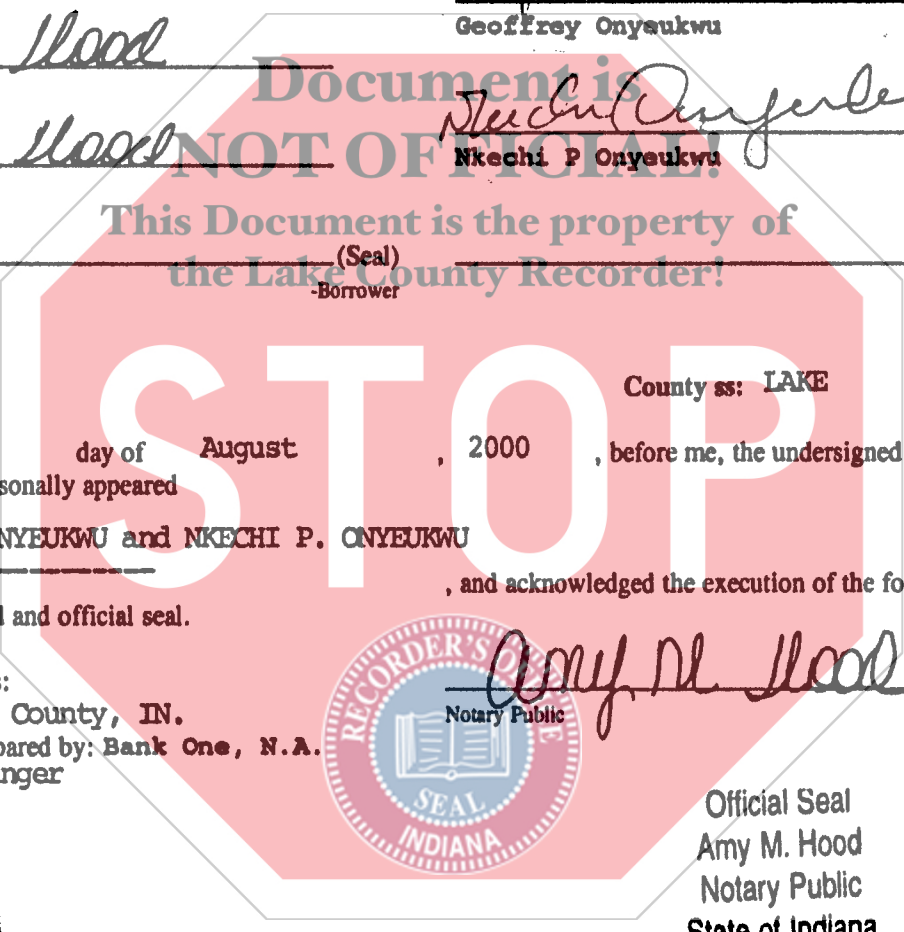 Hood
Geoffrey Onyeukwu
Document is
Hood
NOT OFFICIAL!
Nkechi P Onyeukwu
This Document is the property of
(Seal)
the Lake County Recorder!
-Borrower
STOP
County ss: LAKE
day of August , 2000 , before me, the undersigned
sonally appeared
NYEUKWU and NKECHI P. ONYEUKWU
, and acknowledged the execution of the fo
l and official seal.
Amy M Hood
s:
County, IN.
Notary Public
pared by: Bank One, N.A.
nger
RECORDER'S OFFICE
SEAL
INDIANA
Official Seal
Amy M. Hood
Notary Public
State of Indiana